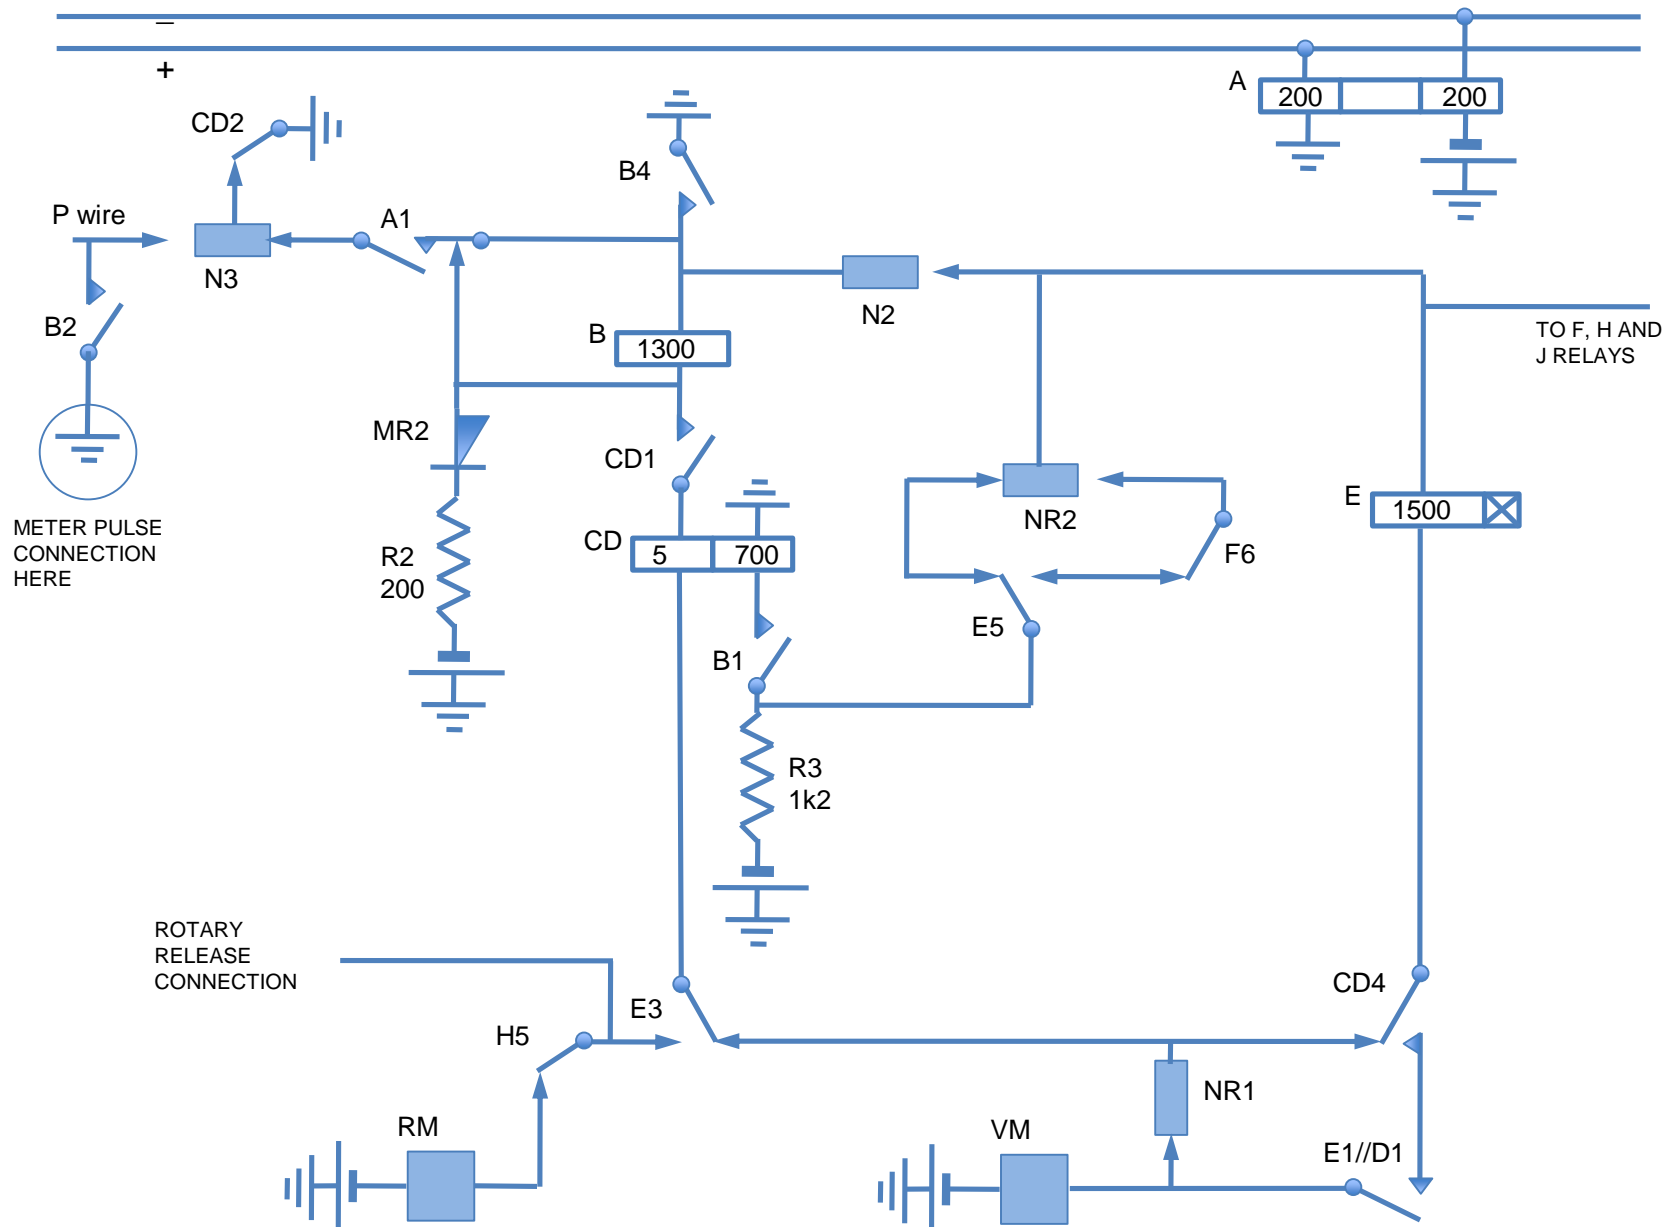 –
+
A
200
200
CD2
B4
P wire
A1
N3
B2
N2
B
1300
TO F, H AND
J RELAYS
MR2
CD1
METER PULSE
CONNECTION
HERE
R2
200
CD
5
700
NR2
F6
E
1500
E5
B1
R3
1k2
ROTARY
RELEASE
CONNECTION
E3
CD4
H5
NR1
RM
VM
E1//D1